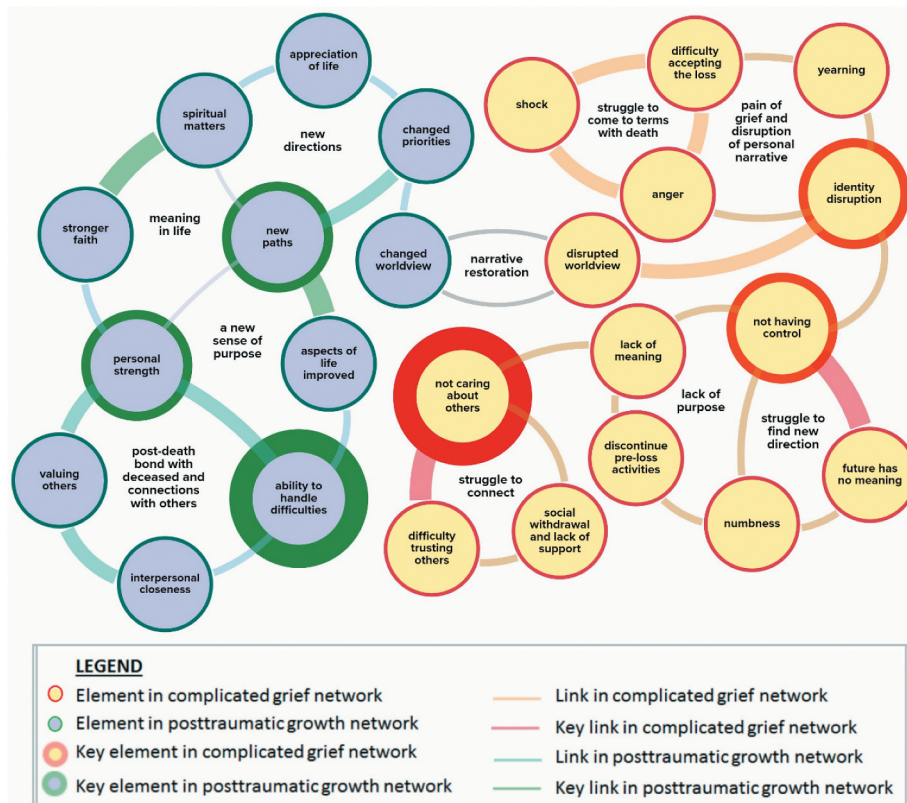 appreciation
of life
difficulty
accepting
the loss
yearning
shock
spiritual
matters
struggle to
come to terms
with death
pain of
grief and
disruption
of personal
narrative
new
directions
changed
priorities
anger
identity
disruption
stronger
faith
meaning
in life
new
paths
changed
worldview
narrative
restoration
disrupted
worldview
personal
strength
a new
sense of
purpose
aspects of
life
improved
lack of
meaning
not having
control
not caring
about
others
lack of
purpose
struggle to
find new
direction
valuing
others
post-death
bond with
deceased and
connections
with others
ability to
handle
difficulties
struggle to
connect
discontinue
pre-loss
activities
future has
no meaning
difficulty
trusting
others
social
withdrawal
and lack of
support
numbness
interpersonal
closeness
LEGEND
Element in complicated grief network
Element in posttraumatic growth network
Key element in complicated grief network
Key element in posttraumatic growth network
Link in complicated grief network
Key link in complicated grief network
Link in posttraumatic growth network
Key link in posttraumatic growth network